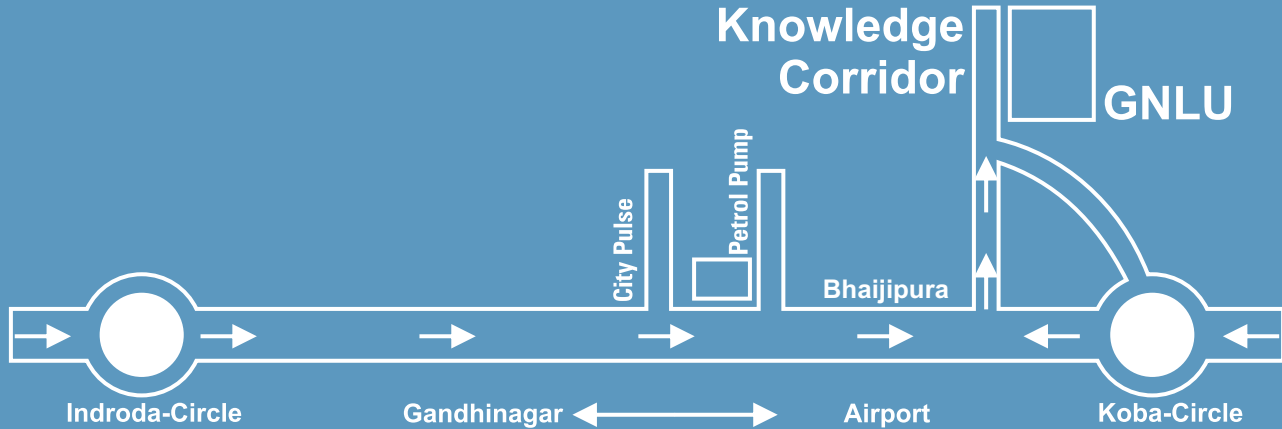 Knowledge
Corridor
GNLU
City Pulse
Petrol Pump
Bhaijipura
Indroda-Circle
Gandhinagar
Airport
Koba-Circle